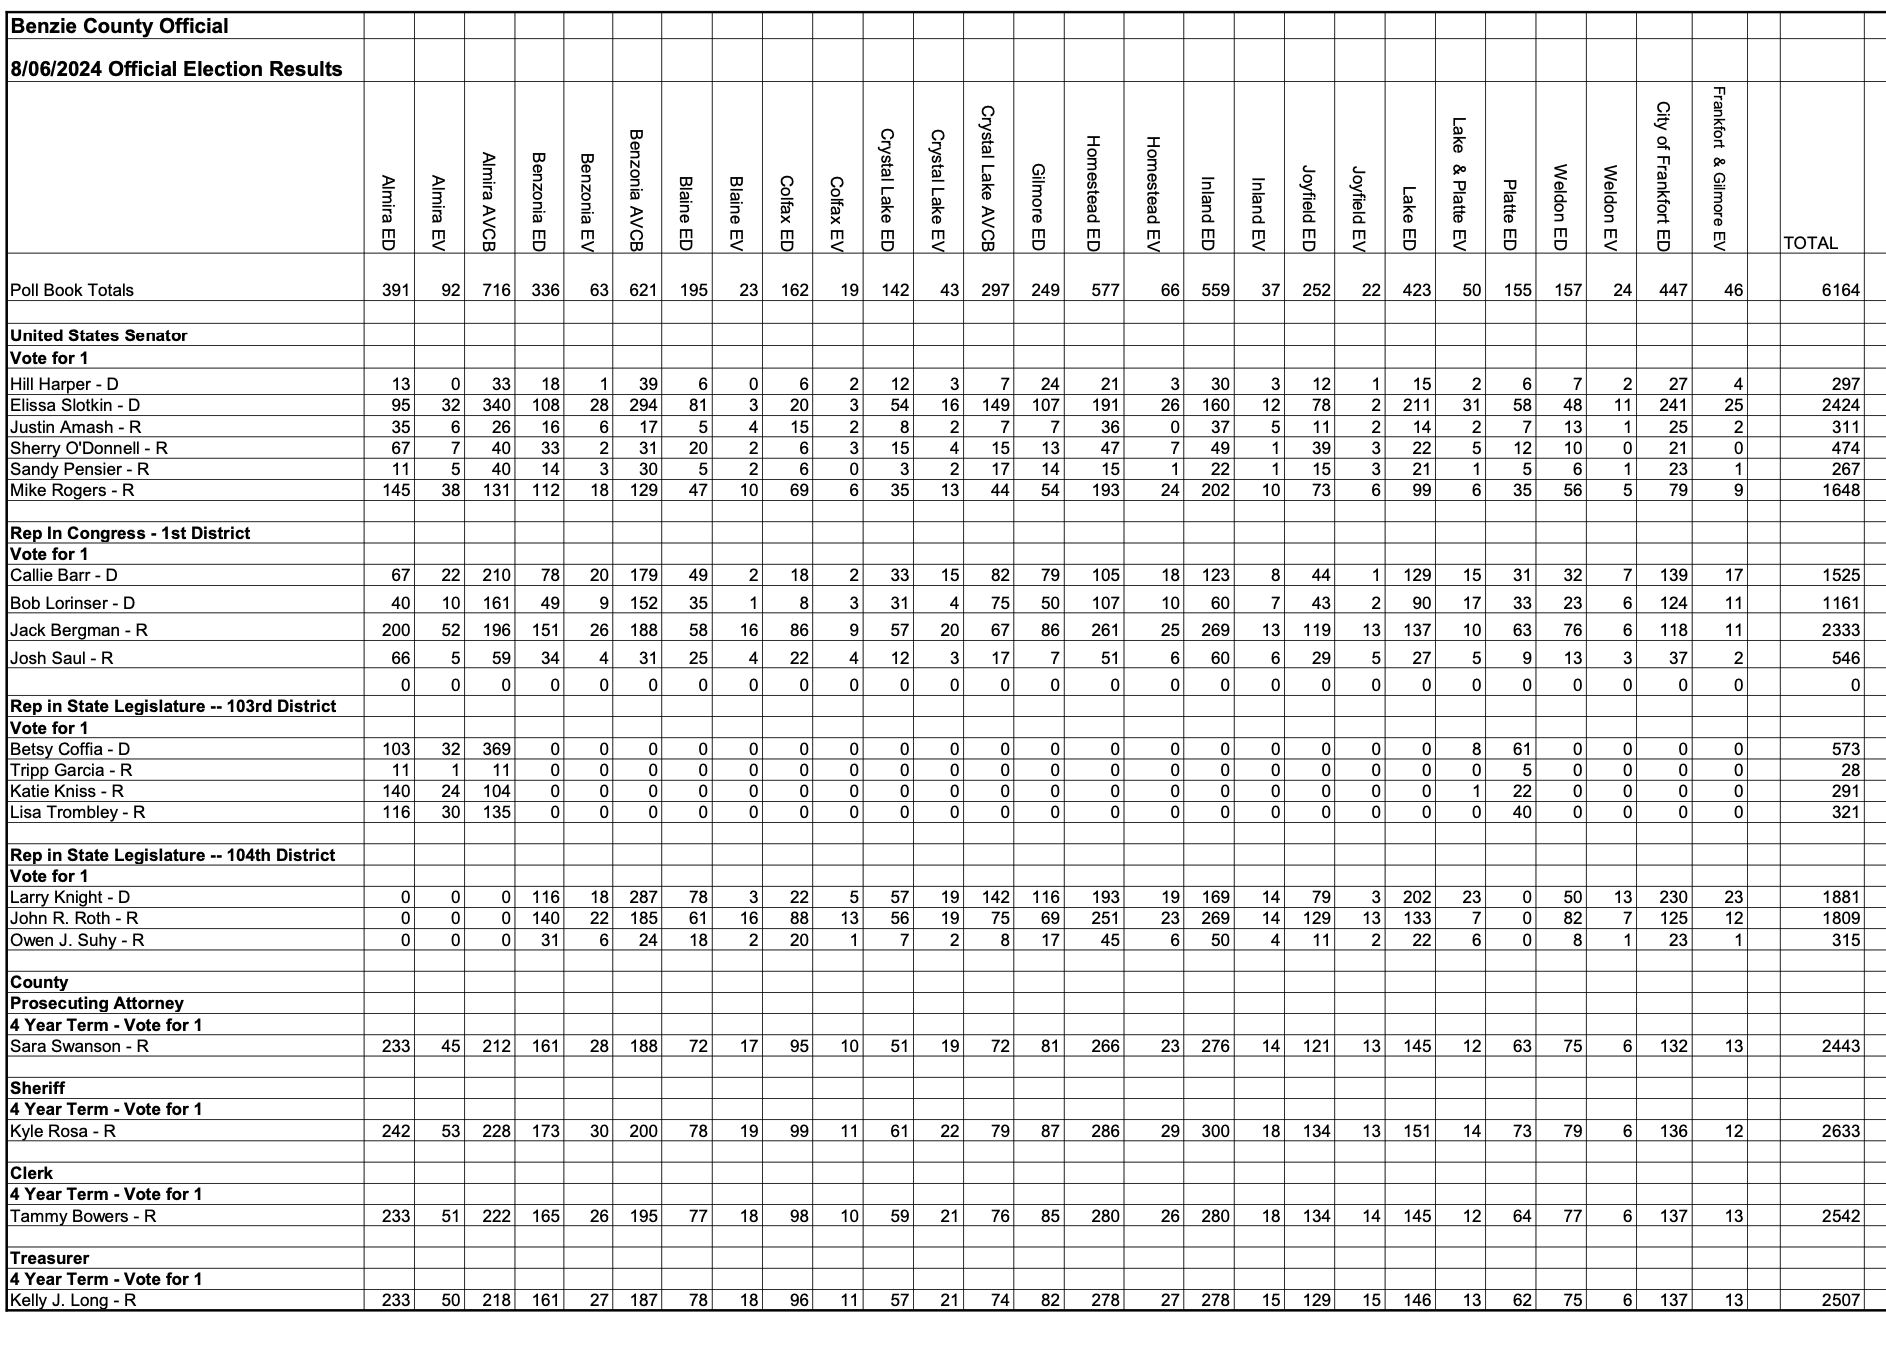 Benzie County Official
8/06/2024 Official Election Results
Almira ED Almira EV Almira AVCB Benzonia ED Benzonia EV Benzonia AVCB Blaine ED Blaine EV Colfax ED Colfax EV Crystal Lake ED Crystal Lake EV Crystal Lake AVCB Gilmore ED Homestead ED Homestead EV Inland ED Inland EV Joyfield ED Joyfield EV Lake ED Lake & Platte EV Platte ED Weldon ED Weldon EV City of Frankfort ED Frankfort & Gilmore EV TOTAL
Poll Book Totals 391 92 716 336 63 621 195 23 162 19 142 43 297 249 577 66 559 37 252 22 423 50 155 157 24 447 46 6164
United States Senator
Vote for 1
Hill Harper - D 13 0 33 18 1 39 6 0 6 2 12 3 7 24 21 3 30 3 12 1 15 2 6 7 2 27 4 297
Elissa Slotkin - D 95 32 340 108 28 294 81 3 20 3 54 16 149 107 191 26 160 12 78 2 211 31 58 48 11 241 25 2424
Justin Amash - R 35 6 26 16 6 17 5 4 15 2 8 2 7 7 36 0 37 5 11 2 14 2 7 13 1 25 2 311
Sherry O'Donnell - R 67 7 40 33 2 31 20 2 6 3 15 4 15 13 47 7 49 1 39 3 22 5 12 10 0 21 0 474
Sandy Pensier - R 11 5 40 14 3 30 5 2 6 0 3 2 17 14 15 1 22 1 15 3 21 1 5 6 1 23 1 267
Mike Rogers - R 145 38 131 112 18 129 47 10 69 6 35 13 44 54 193 24 202 10 73 6 99 6 35 56 5 79 9 1648
Rep In Congress - 1st District
Vote for 1
Callie Barr - D 67 22 210 78 20 179 49 2 18 2 33 15 82 79 105 18 123 8 44 1 129 15 31 32 7 139 17 1525
Bob Lorinser - D 40 10 161 49 9 152 35 1 8 3 31 4 75 50 107 10 60 7 43 2 90 17 33 23 6 124 11 1161
Jack Bergman - R 200 52 196 151 26 188 58 16 86 9 57 20 67 86 261 25 269 13 119 13 137 10 63 76 6 118 11 2333
Josh Saul - R 66 5 59 34 4 31 25 4 22 4 12 3 17 7 51 6 60 6 29 5 27 5 9 13 3 37 2 546
0 0 0 0 0 0 0 0 0 0 0 0 0 0 0 0 0 0 0 0 0 0 0 0 0 0 0 0
Rep in State Legislature -- 103rd District
Vote for 1
Betsy Coffia - D 103 32 369 0 0 0 0 0 0 0 0 0 0 0 0 0 0 0 0 0 0 8 61 0 0 0 0 573
Tripp Garcia - R 11 1 11 0 0 0 0 0 0 0 0 0 0 0 0 0 0 0 0 0 0 0 5 0 0 0 0 28
Katie Kniss - R 140 24 104 0 0 0 0 0 0 0 0 0 0 0 0 0 0 0 0 0 0 1 22 0 0 0 0 291
Lisa Trombley - R 116 30 135 0 0 0 0 0 0 0 0 0 0 0 0 0 0 0 0 0 0 0 40 0 0 0 0 321
Rep in State Legislature -- 104th District
Vote for 1
Larry Knight - D 0 0 0 116 18 287 78 3 22 5 57 19 142 116 193 19 169 14 79 3 202 23 0 50 13 230 23 1881
John R. Roth - R 0 0 0 140 22 185 61 16 88 13 56 19 75 69 251 23 269 14 129 13 133 7 0 82 7 125 12 1809
Owen J. Suhy - R 0 0 0 31 6 24 18 2 20 1 7 2 8 17 45 6 50 4 11 2 22 6 0 8 1 23 1 315
County
Prosecuting Attorney
4 Year Term - Vote for 1
Sara Swanson - R 233 45 212 161 28 188 72 17 95 10 51 19 72 81 266 23 276 14 121 13 145 12 63 75 6 132 13 2443
Sheriff
4 Year Term - Vote for 1
Kyle Rosa - R 242 53 228 173 30 200 78 19 99 11 61 22 79 87 286 29 300 18 134 13 151 14 73 79 6 136 12 2633
Clerk
4 Year Term - Vote for 1
Tammy Bowers - R 233 51 222 165 26 195 77 18 98 10 59 21 76 85 280 26 280 18 134 14 145 12 64 77 6 137 13 2542
Treasurer
4 Year Term - Vote for 1
Kelly J. Long - R 233 50 218 161 27 187 78 18 96 11 57 21 74 82 278 27 278 15 129 15 146 13 62 75 6 137 13 2507